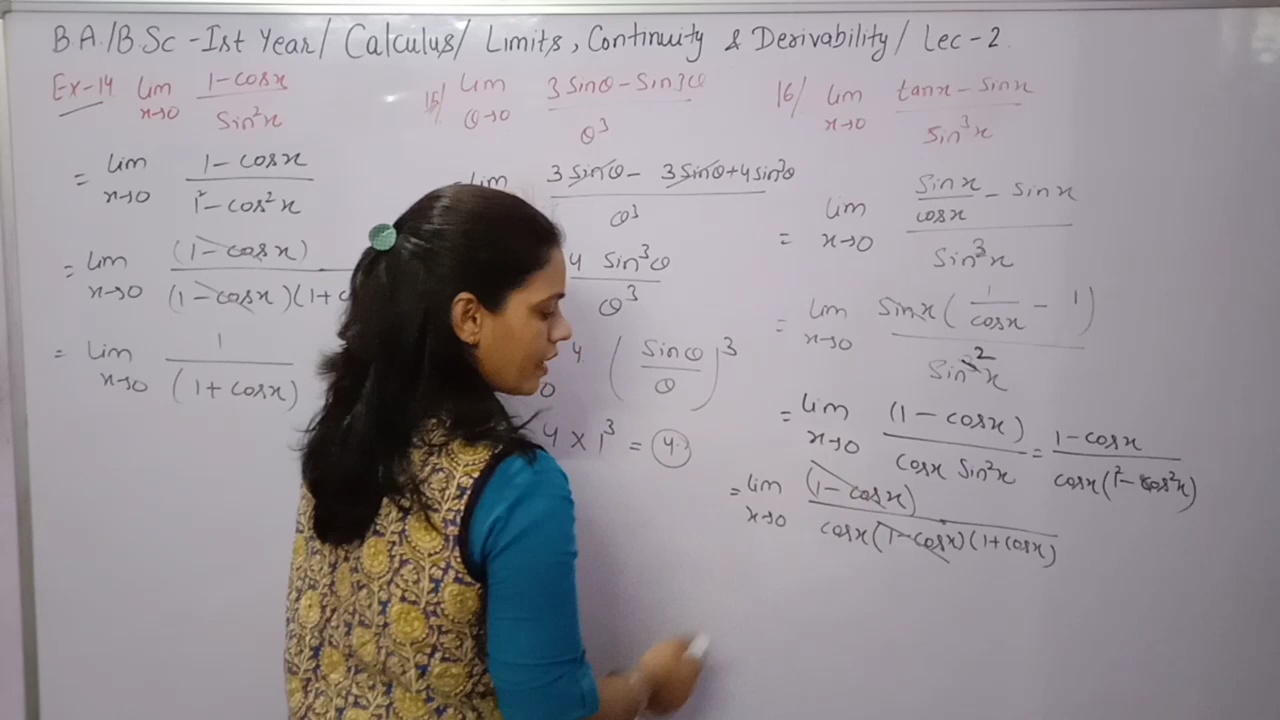 B.A./B.Sc - Ist Year/ Calculus/ Limits, Continuity & Derivability/ Lec-2.
Ex-14 lim x→0 (1-cosx)/(Sin²x)
= lim x→0 (1-cosx)/(1²-cos²x)
= lim x→0 (1-cosx)/(1-cosx)(1+c
= lim x→0 1/(1+cosx)
15/ lim θ→0 (3Sinθ-Sin3θ)/θ³
=lim (3Sinθ- 3Sinθ+4sin³θ)/θ³
4 Sin³θ/θ³
0 4. (Sinθ/θ)³
4×1³ = 4.
16/ lim x→0 (tanx-Sinx)/(Sin³x)
= lim x→0 (Sinx/cosx - Sinx)/(Sin³x)
= lim x→0 Sinx(1/cosx - 1)/(Sin²x)
= lim x→0 (1-cosx)/(cosx Sin²x) = (1-cosx)/(cosx(1²-cos²x))
= lim x→0 (1-cosx)/(cosx(1-cosx)(1+cosx))